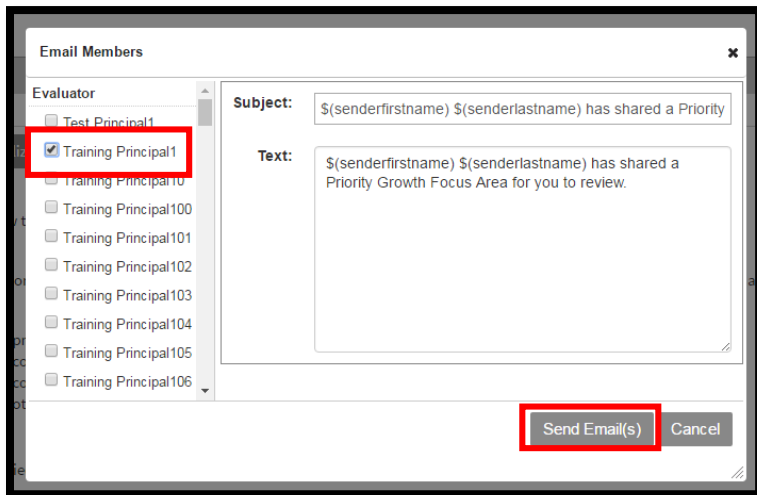 Email Members
×
Evaluator
Test Principal1
Training Principal1
Training Principal10
Training Principal100
Training Principal101
Training Principal102
Training Principal103
Training Principal104
Training Principal105
Training Principal106
Subject:
$(senderfirstname) $(senderlastname) has shared a Priority
Text:
$(senderfirstname) $(senderlastname) has shared a
Priority Growth Focus Area for you to review.
Send Email(s)
Cancel